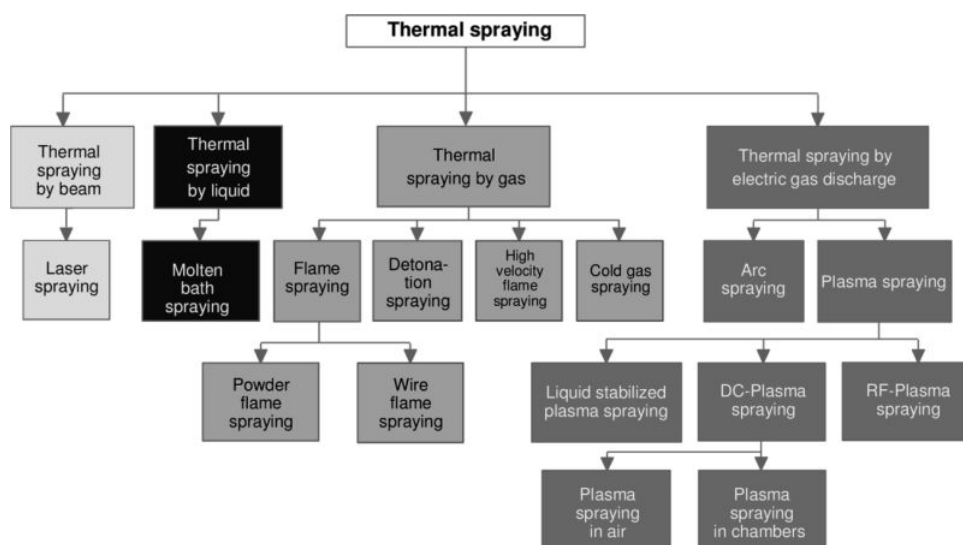 Thermal spraying
Thermal
spraying
by beam
Thermal
spraying
by liquid
Thermal
spraying by gas
Thermal spraying by
electric gas discharge
Laser
spraying
Molten
bath
spraying
Flame
spraying
Detona-
tion
spraying
High
velocity
flame
spraying
Cold gas
spraying
Arc
spraying
Plasma spraying
Powder
flame
spraying
Wire
flame
spraying
Liquid stabilized
plasma spraying
DC-Plasma
spraying
RF-Plasma
spraying
Plasma
spraying
in air
Plasma
spraying
in chambers